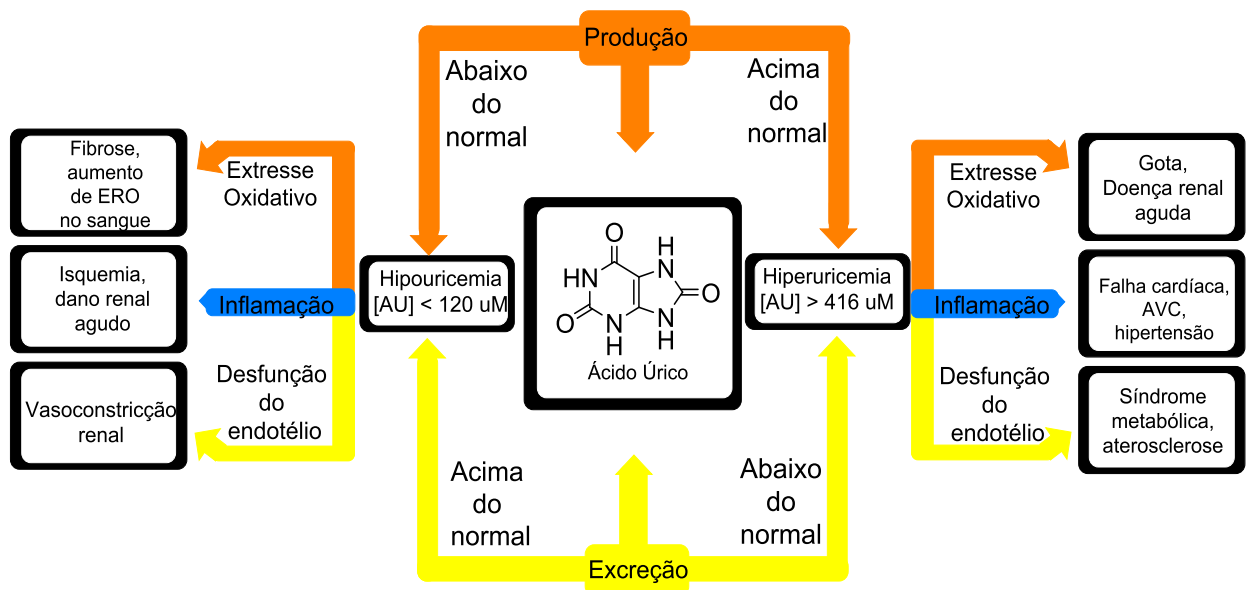 Produção
Abaixo
do
normal
Acima
do
normal
Fibrose,
aumento
de ERO
no sangue
Extresse
Oxidativo
Isquemia,
dano renal
agudo
Inflamação
Vasoconstricção
renal
Desfunção
do
endotélio
Hipouricemia
[AU] < 120 uM
O
H
N
NH
O
O
N
H
N
H
Ácido Úrico
Hiperuricemia
[AU] > 416 uM
Extresse
Oxidativo
Gota,
Doença renal
aguda
Inflamação
Falha cardíaca,
AVC,
hipertensão
Desfunção
do
endotélio
Síndrome
metabólica,
aterosclerose
Acima
do
normal
Abaixo
do
normal
Excreção